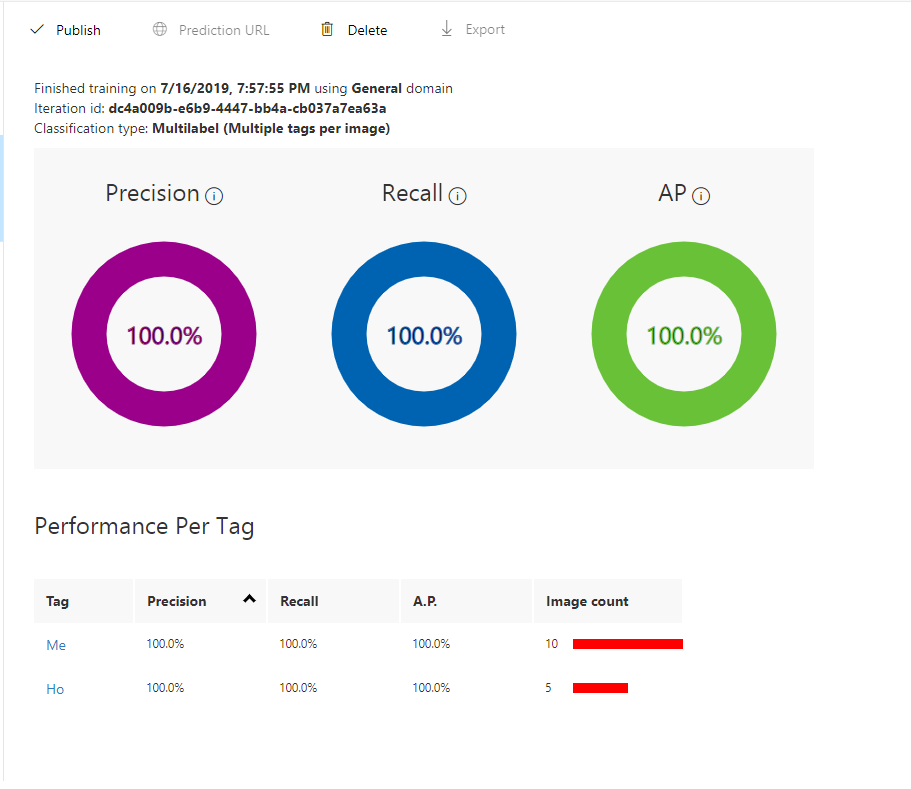 Publish Prediction URL Delete Export
Finished training on 7/16/2019, 7:57:55 PM using General domain
Iteration id: dc4a009b-e6b9-4447-bb4a-cb037a7ea63a
Classification type: Multilabel (Multiple tags per image)
Precision Recall AP
100.0% 100.0% 100.0%
Performance Per Tag
Tag Precision Recall A.P. Image count
Me 100.0% 100.0% 100.0% 10
Ho 100.0% 100.0% 100.0% 5